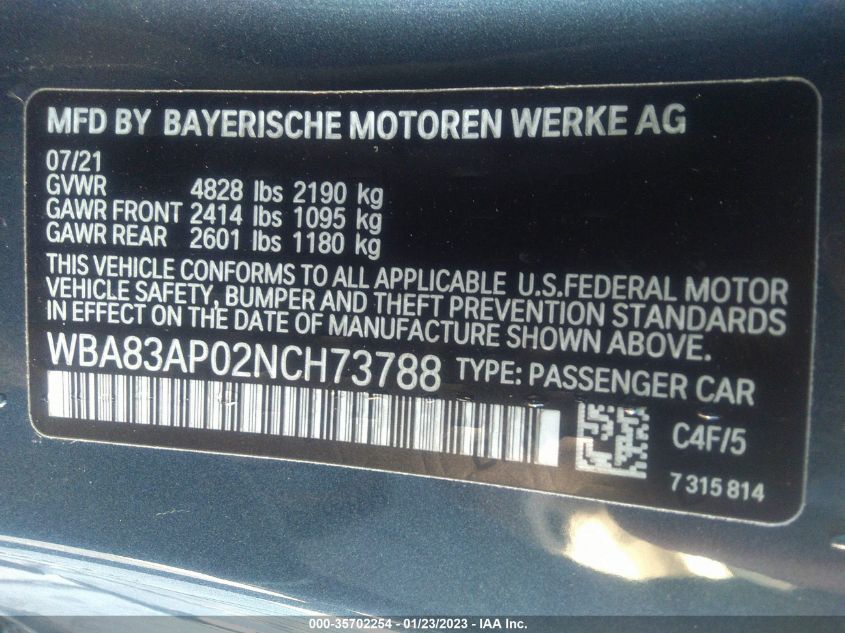 MFD BY BAYERISCHE MOTOREN WERKE AG
07/21
GVWR 4828 lbs 2190 kg
GAWR FRONT 2414 lbs 1095 kg
GAWR REAR 2601 lbs 1180 kg
THIS VEHICLE CONFORMS TO ALL APPLICABLE U.S.FEDERAL MOTOR
VEHICLE SAFETY, BUMPER AND THEFT PREVENTION STANDARDS
IN EFFECT ON THE DATE OF MANUFACTURE SHOWN ABOVE.
WBA83AP02NCH73788 TYPE: PASSENGER CAR
C4F/5
7 315 814
000-35702254 - 01/23/2023 - IAA Inc.